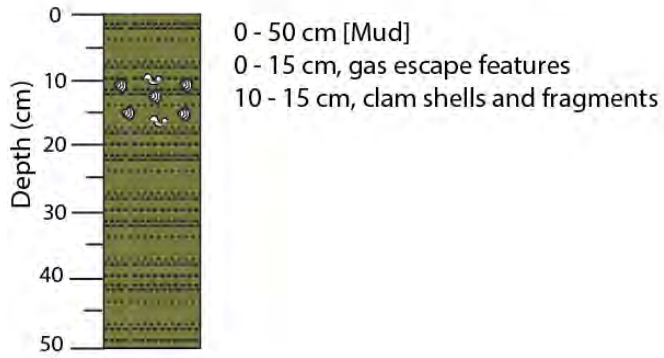 0
10
20
30
40
50
Depth (cm)
0 - 50 cm [Mud]
0 - 15 cm, gas escape features
10 - 15 cm, clam shells and fragments